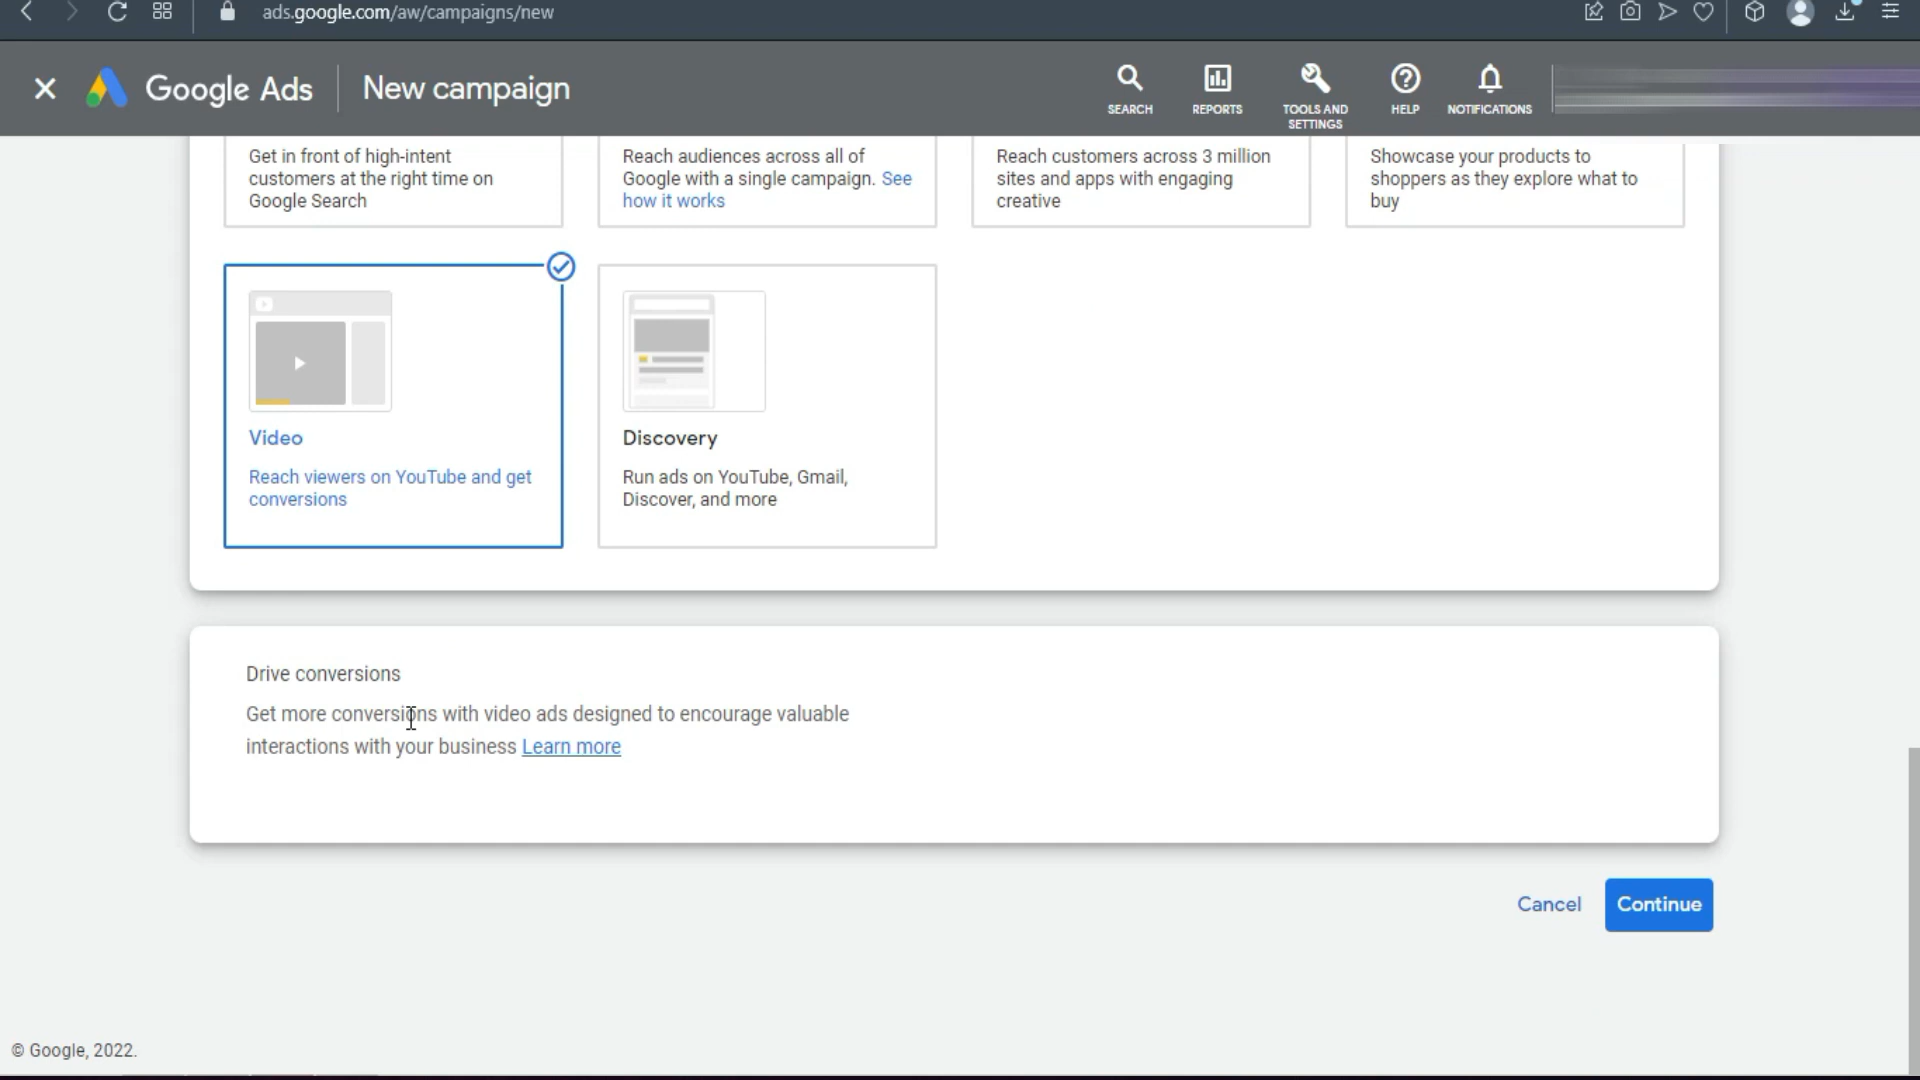 ads.google.com/aw/campaigns/new
Google Ads
New campaign
SEARCH
REPORTS
TOOLS AND
SETTINGS
HELP
NOTIFICATIONS
Get in front of high-intent
customers at the right time on
Google Search
Reach audiences across all of
Google with a single campaign. See
how it works
Reach customers across 3 million
sites and apps with engaging
creative
Showcase your products to
shoppers as they explore what to
buy
Video
Reach viewers on YouTube and get
conversions
Discovery
Run ads on YouTube, Gmail,
Discover, and more
Drive conversions
Get more conversions with video ads designed to encourage valuable
interactions with your business Learn more
Cancel
Continue
© Google, 2022.